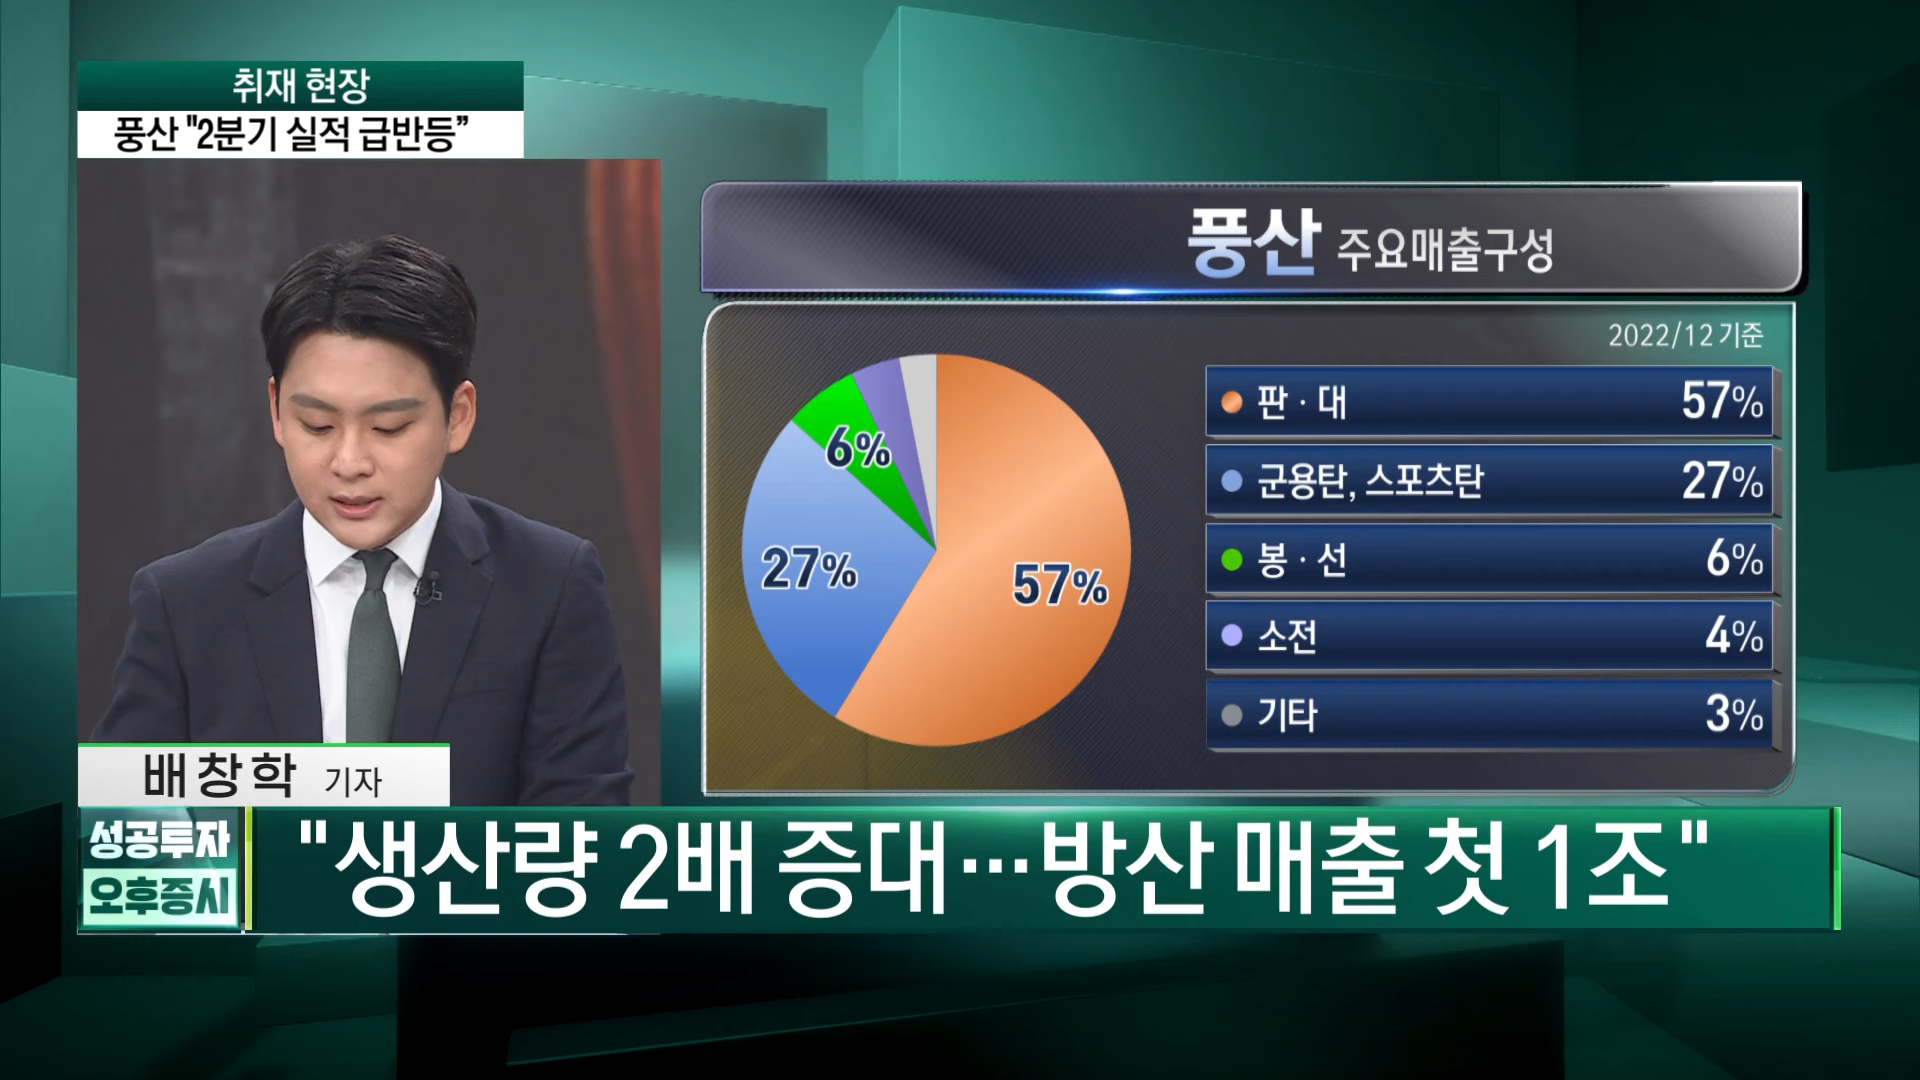 취재 현장
풍산 "2분기 실적 급반등”
풍산 주요매출구성
2022/12 기준
6%
27%
57%
판 · 대 57%
군용탄, 스포츠탄 27%
봉 · 선 6%
소전 4%
기타 3%
배창학 기자
성공투자
오후증시
"생산량 2배 증대…방산 매출 첫 1조"